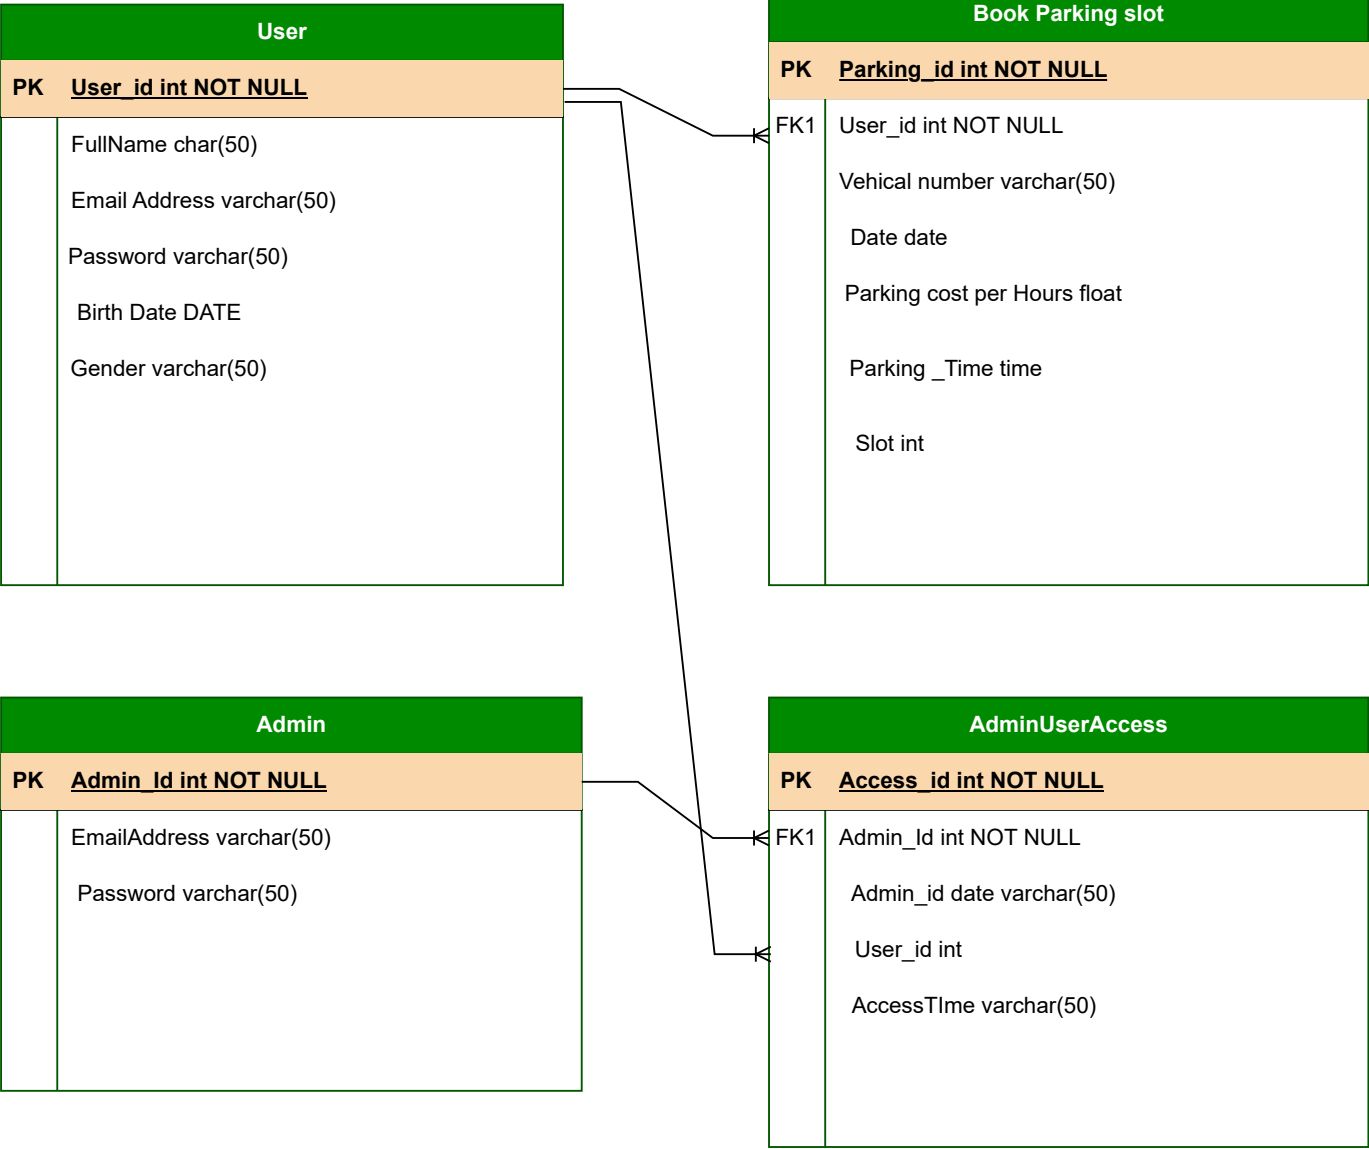 User
PK User_id int NOT NULL
FullName char(50)
Email Address varchar(50)
Password varchar(50)
Birth Date DATE
Gender varchar(50)
Book Parking slot
PK Parking_id int NOT NULL
FK1 User_id int NOT NULL
Vehical number varchar(50)
Date date
Parking cost per Hours float
Parking _Time time
Slot int
Admin
PK Admin_Id int NOT NULL
EmailAddress varchar(50)
Password varchar(50)
AdminUserAccess
PK Access_id int NOT NULL
FK1 Admin_Id int NOT NULL
Admin_id date varchar(50)
User_id int
AccessTIme varchar(50)